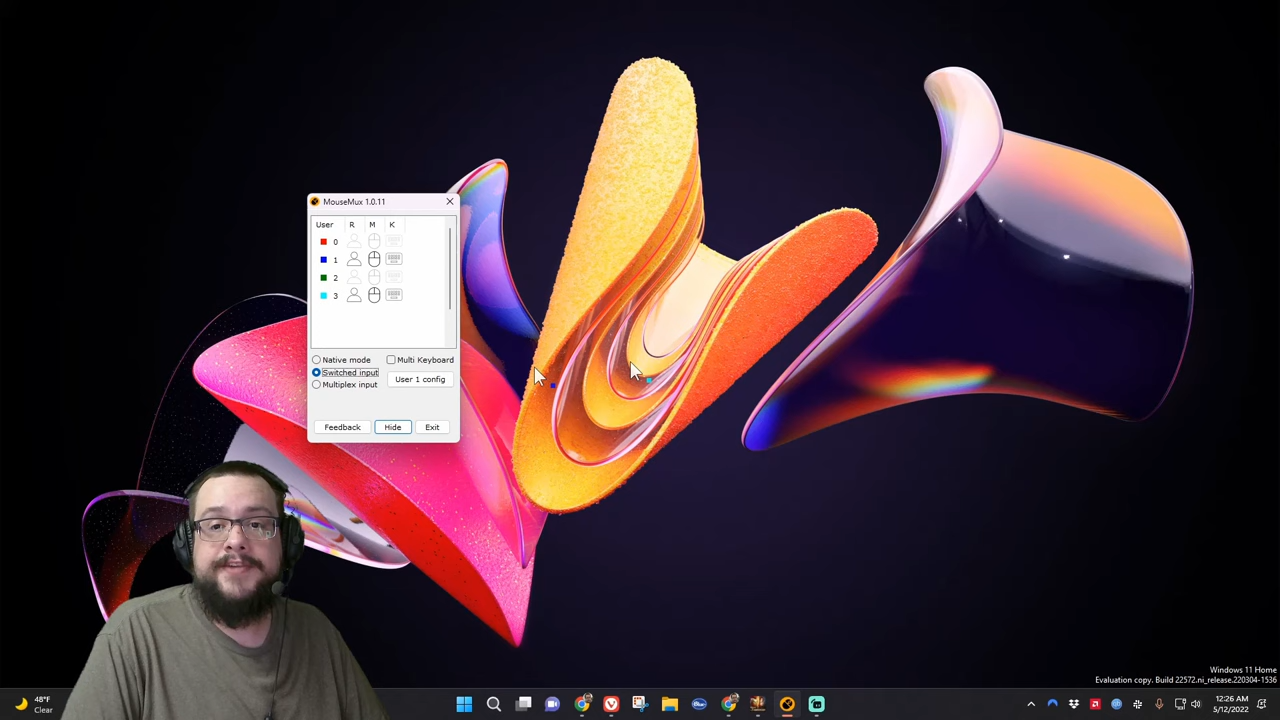 MouseMux 1.0.11
User R M K
0
1
2
3
Native mode
Multi Keyboard
Switched input
User 1 config
Multiplex input
Feedback
Hide
Exit
Windows 11 Home
Evaluation copy. Build 22572.ni_release.220304-1536
48°F
Clear
12:26 AM
5/12/2022